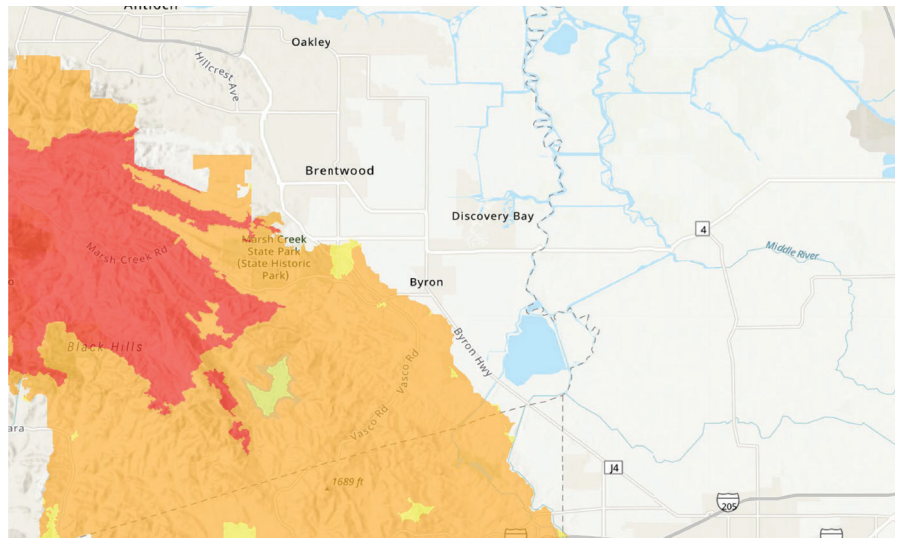 Antioch
Oakley
Hillcrest Ave
Brentwood
Discovery Bay
Marsh Creek
State Park
(State Historic
Park)
Marsh Creek Rd
4
Middle River
Byron
Black Hills
Byron Hwy
Vasco Rd
Vasco Rd
J4
1689 ft
205